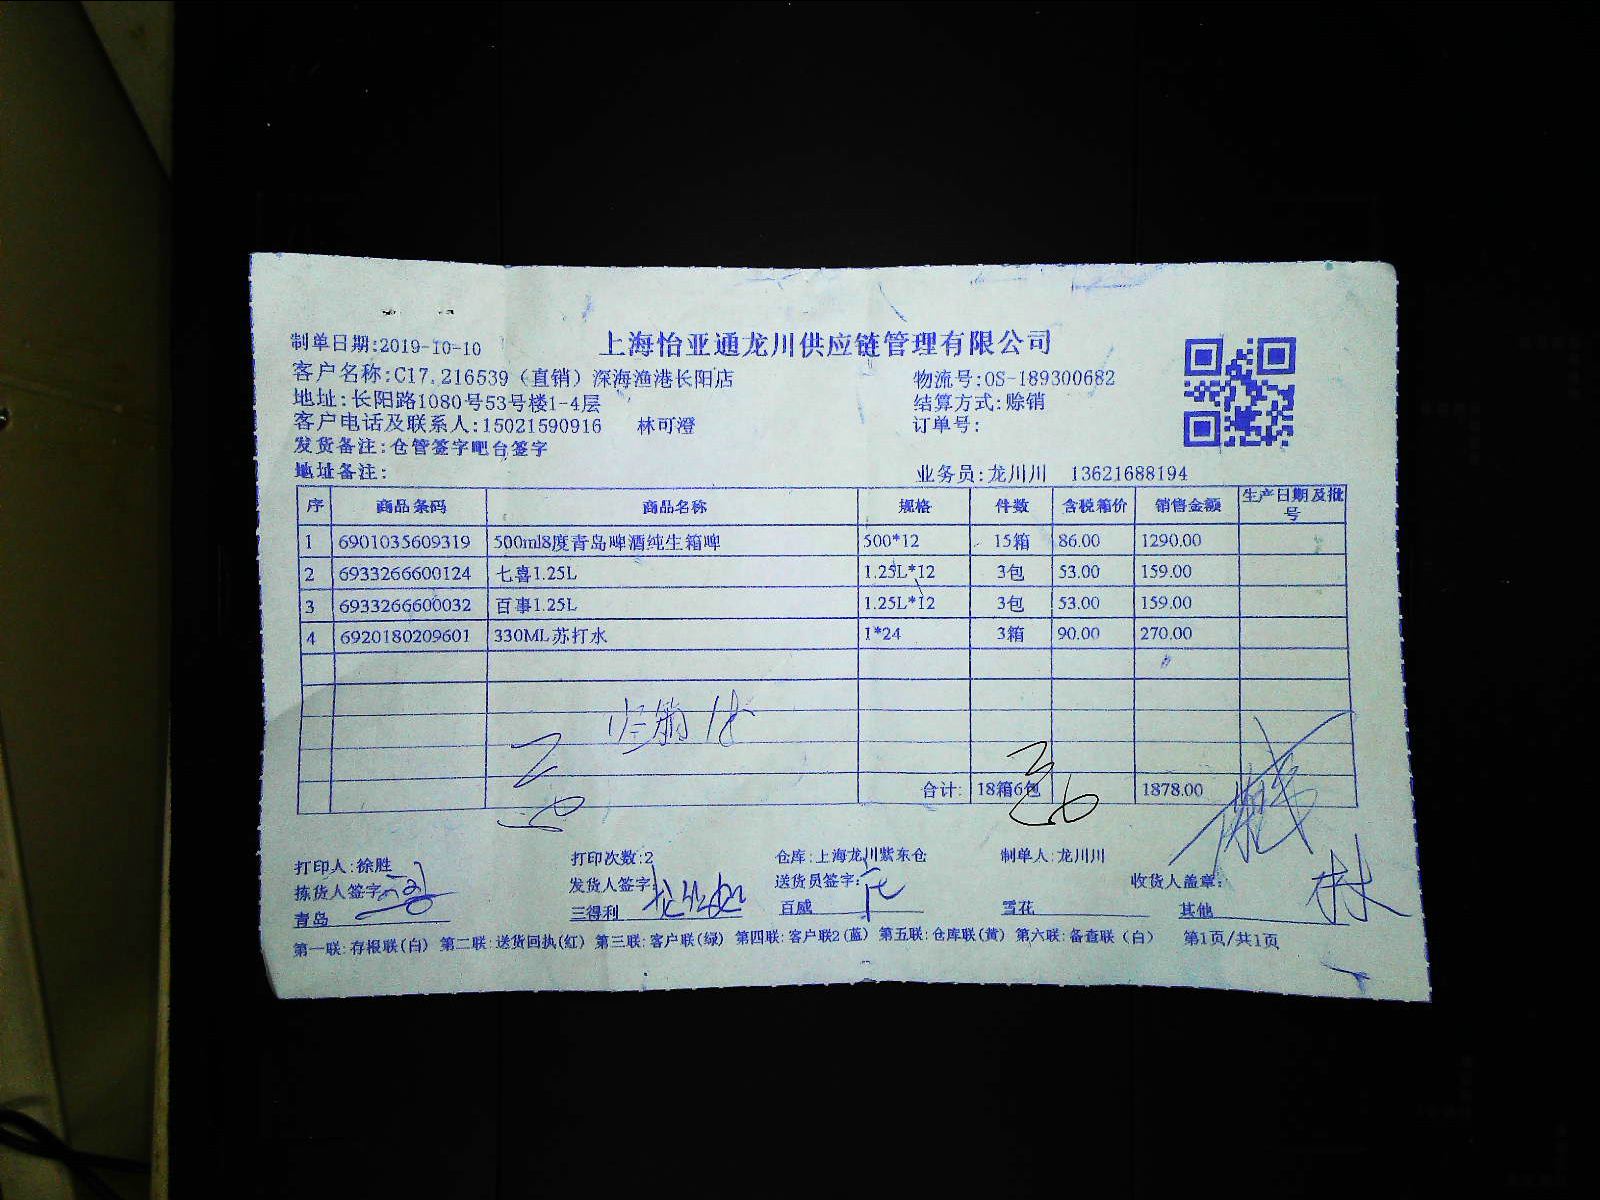 上海怡亚通龙川供应链管理有限公司
制单日期:2019-10-10
客户名称:C17.216539（直销）深海渔港长阳店 物流号:OS-189300682
地址:长阳路1080号53号楼1-4层 结算方式:赊销
客户电话及联系人:15021590916 林可澄 订单号:
发货备注:仓管签字吧台签字
地址备注: 业务员:龙川川 13621688194
序 商品条码 商品名称 规格 件数 含税箱价 销售金额 生产日期及批号
1 6901035609319 500ml8度青岛啤酒纯生箱啤 500*12 15箱 86.00 1290.00
2 6933266600124 七喜1.25L 1.25L*12 3包 53.00 159.00
3 6933266600032 百事1.25L 1.25L*12 3包 53.00 159.00
4 6920180209601 330ML苏打水 1*24 3箱 90.00 270.00
合计: 18箱6包 1878.00
打印人:徐胜 打印次数:2 仓库:上海龙川紫东仓 制单人:龙川川
拣货人签字: 发货人签字: 送货员签字: 收货人盖章:
青岛 三得利 百威 雪花 其他
第一联:存报联(白) 第二联:送货回执(红) 第三联:客户联(绿) 第四联:客户联2(蓝) 第五联:仓库联(黄) 第六联:备查联（白） 第1页/共1页